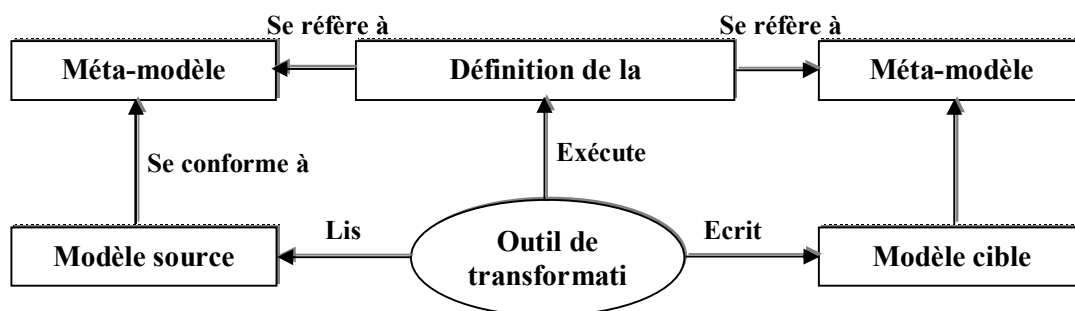 Se réfère à
Se réfère à
Méta-modèle
Définition de la
Méta-modèle
Se conforme à
Exécute
Lis
Ecrit
Modèle source
Outil de
transformati
Modèle cible